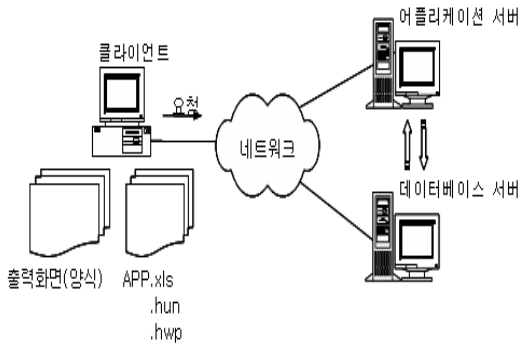 어플리케이션 서버
클라이언트
요청
네트워크
데이터베이스 서버
출력화면(양식)
APP.xls
.hun
.hwp